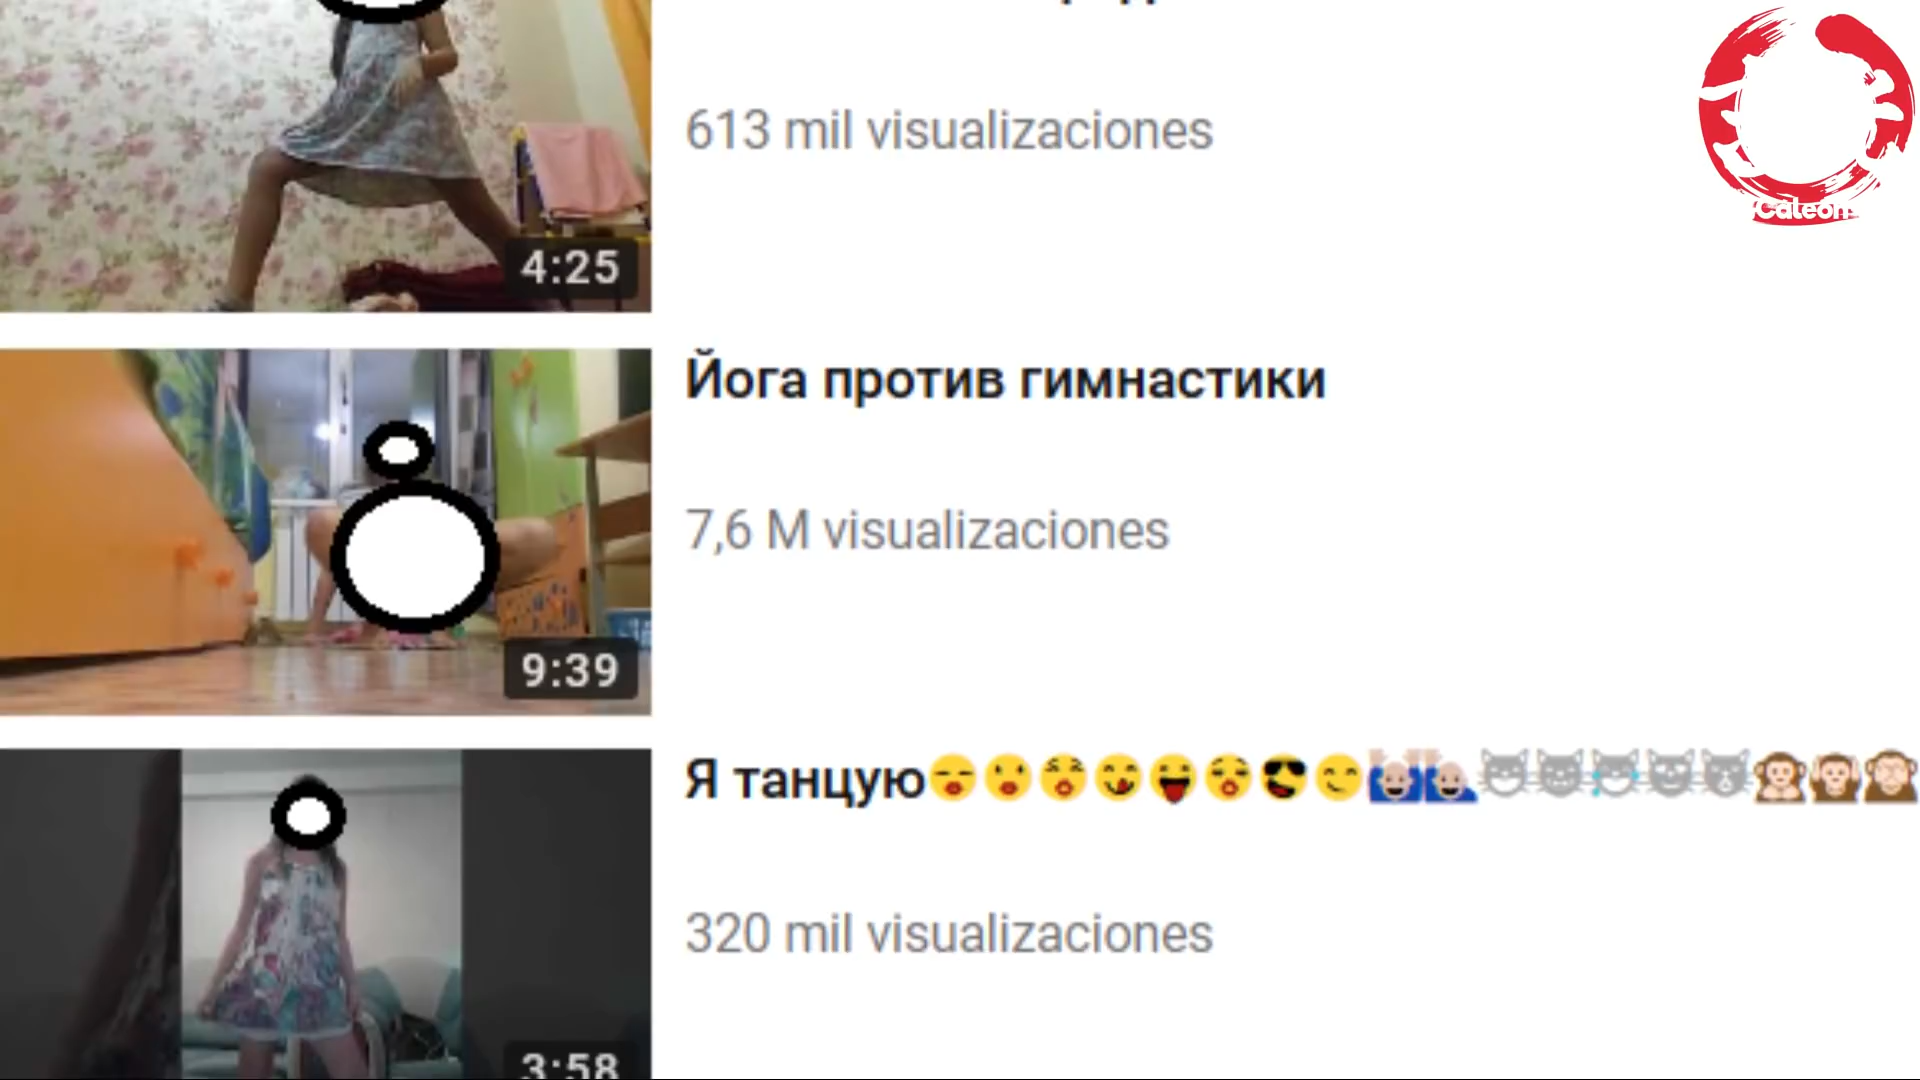 613 mil visualizaciones
4:25
Йога против гимнастики
7,6 M visualizaciones
9:39
Я танцую
320 mil visualizaciones
3:58